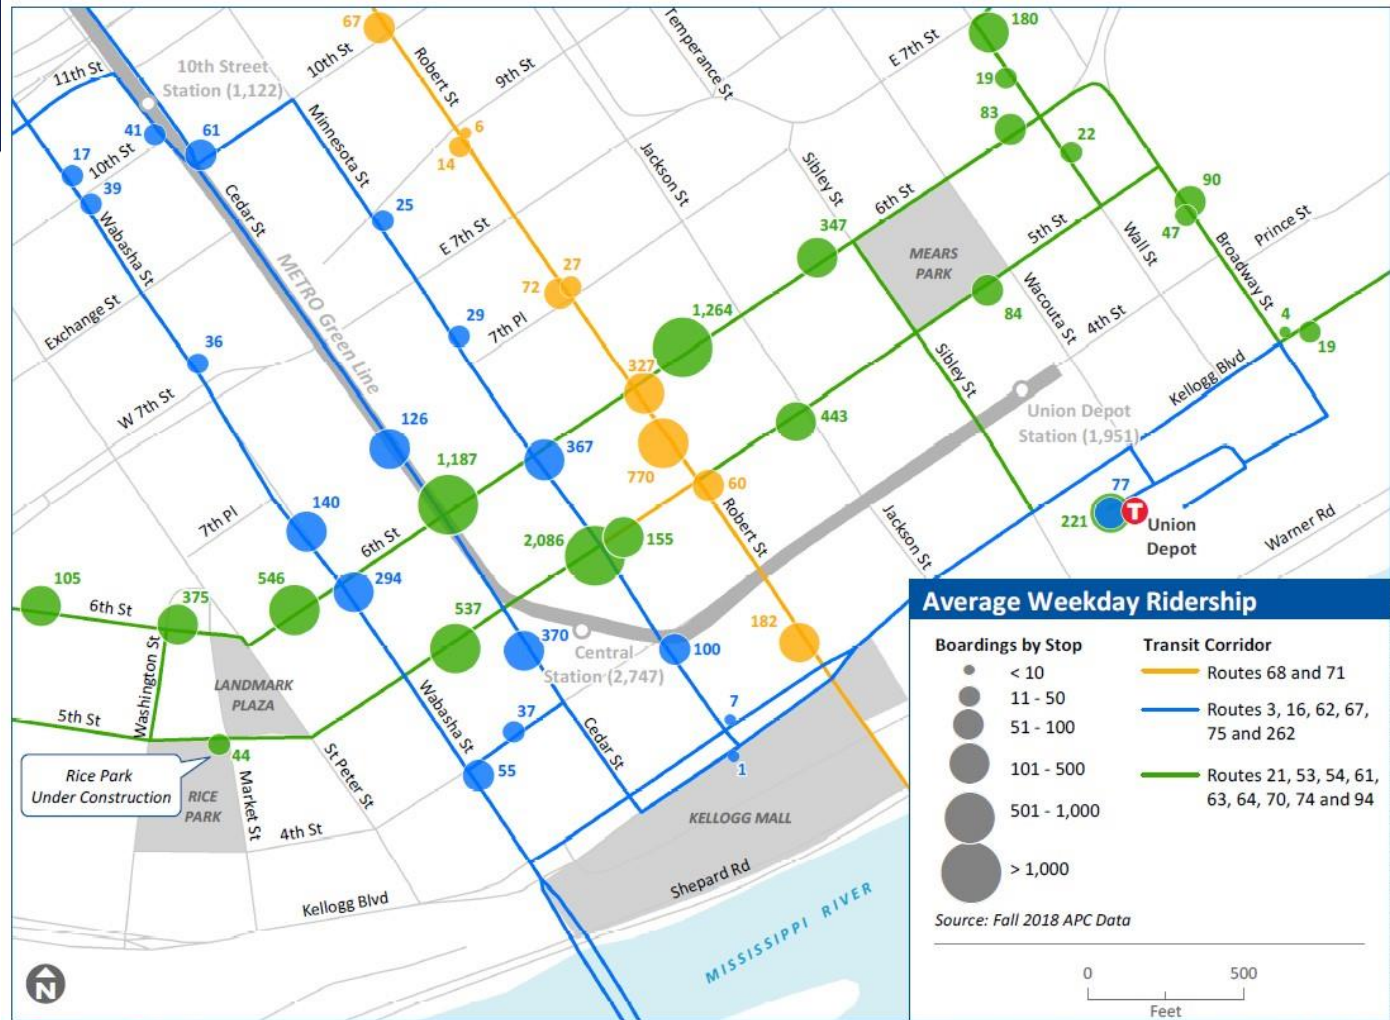 67
180
10th St
Robert St
Temperance St
E 7th St
11th St
10th Street
Station (1,122)
9th St
19
83
22
41
61
Minnesota St
6
14
Jackson St
Sibley St
17
10th St
39
Cedar St
6th St
90
47
Wabasha St
25
E 7th St
347
MEARS
PARK
5th St
Wall St
Broadway St
Prince St
METRO Green Line
72
27
Wacouta St
84
4th St
Exchange St
29
7th Pl
1,264
4
19
36
327
Sibley St
Kellogg Blvd
W 7th St
126
367
443
Union Depot
Station (1,951)
1,187
770
60
140
7th Pl
6th St
2,086
155
Robert St
Jackson St
77
221
T
Union
Depot
Warner Rd
105
6th St
375
546
294
537
370
Central
Station (2,747)
100
182
Washington St
LANDMARK
PLAZA
Wabasha St
Cedar St
5th St
44
St Peter St
37
55
7
1
Rice Park
Under Construction
RICE
PARK
Market St
4th St
KELLOGG MALL
Kellogg Blvd
Shepard Rd
MISSISSIPPI RIVER
N
Average Weekday Ridership
Boardings by Stop
< 10
11 - 50
51 - 100
101 - 500
501 - 1,000
> 1,000
Transit Corridor
Routes 68 and 71
Routes 3, 16, 62, 67,
75 and 262
Routes 21, 53, 54, 61,
63, 64, 70, 74 and 94
Source: Fall 2018 APC Data
0 500
Feet